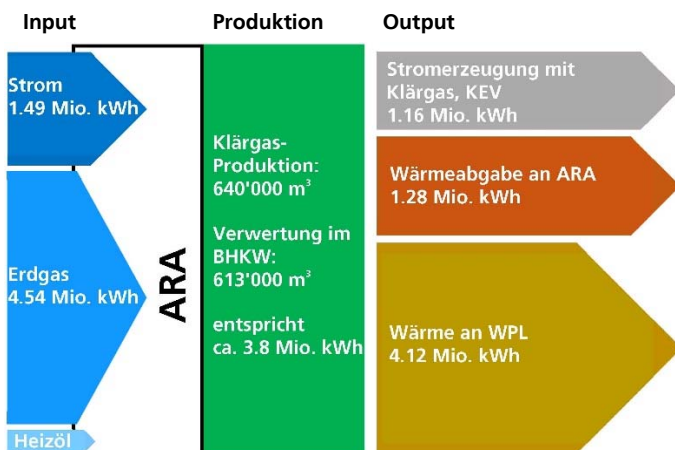 Input
Produktion
Output
Strom
1.49 Mio. kWh
Erdgas
4.54 Mio. kWh
Heizöl
ARA
Klärgas-
Produktion:
640'000 m³
Verwertung im
BHKW:
613'000 m³
entspricht
ca. 3.8 Mio. kWh
Stromerzeugung mit
Klärgas, KEV
1.16 Mio. kWh
Wärmeabgabe an ARA
1.28 Mio. kWh
Wärme an WPL
4.12 Mio. kWh